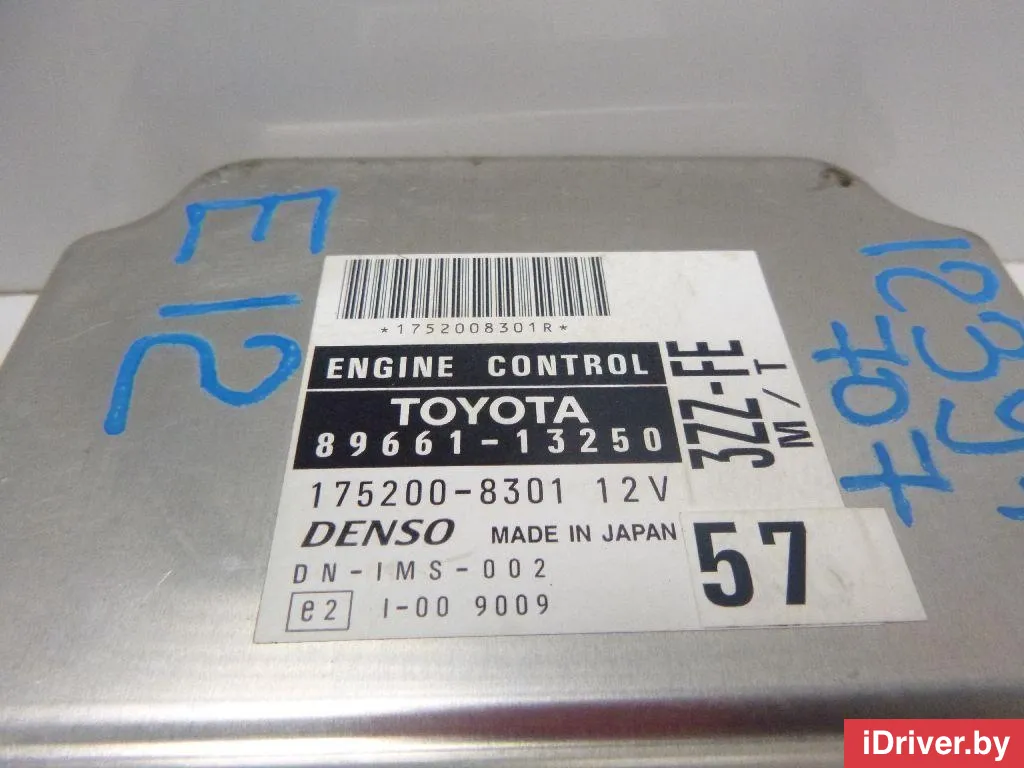 E12
*1752008301R*
ENGINE CONTROL
TOYOTA
89661-13250
3ZZ-FE
M/T
175200-8301 12V
DENSO MADE IN JAPAN
57
DN-IMS-002
e2 I-00 9009
707
iDriver.by